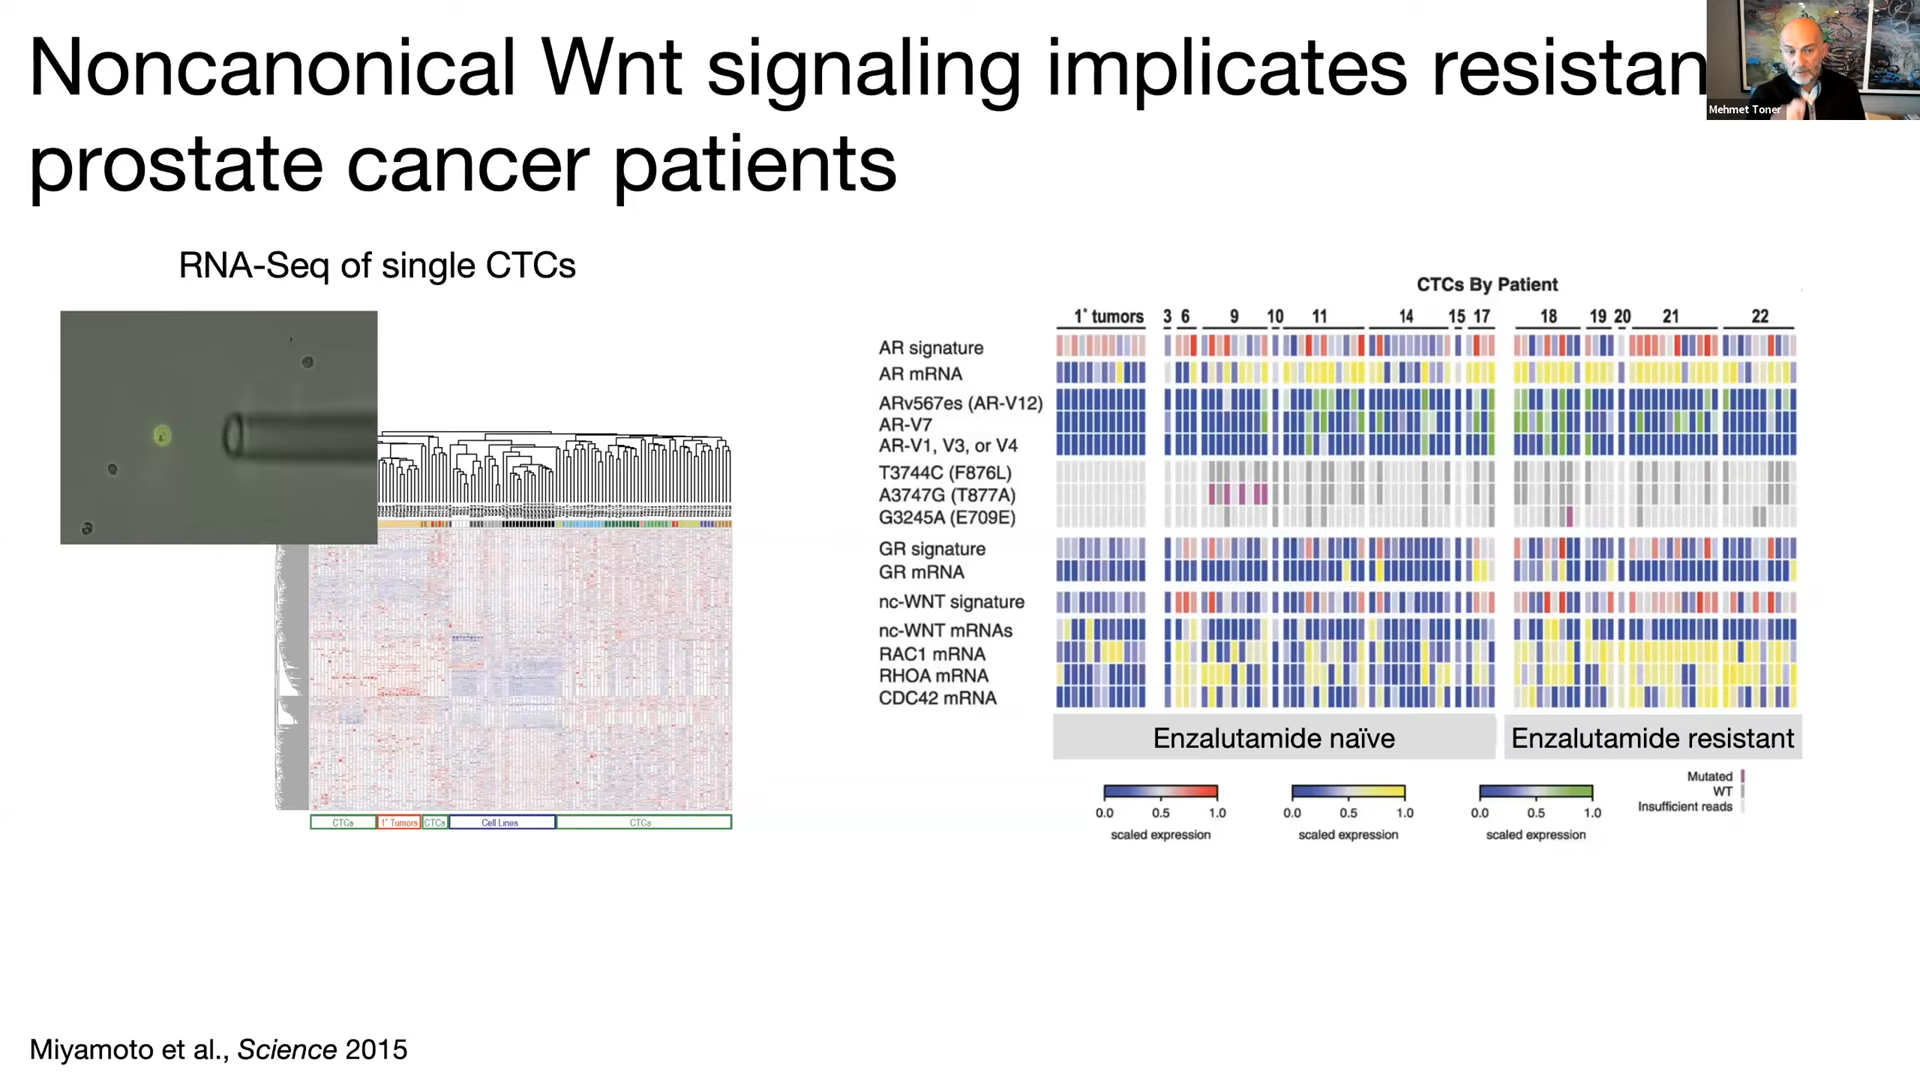 Noncanonical Wnt signaling implicates resistan
prostate cancer patients
Mehmet Toner
RNA-Seq of single CTCs
CTCs 1˚ Tumors CTCs Cell Lines CTCs
CTCs By Patient
1˚ tumors 3 6 9 10 11 14 15 17 18 19 20 21 22
AR signature
AR mRNA
ARv567es (AR-V12)
AR-V7
AR-V1, V3, or V4
T3744C (F876L)
A3747G (T877A)
G3245A (E709E)
GR signature
GR mRNA
nc-WNT signature
nc-WNT mRNAs
RAC1 mRNA
RHOA mRNA
CDC42 mRNA
Enzalutamide naïve Enzalutamide resistant
Mutated
WT
Insufficient reads
0.0 0.5 1.0 0.0 0.5 1.0 0.0 0.5 1.0
scaled expression scaled expression scaled expression
Miyamoto et al., Science 2015